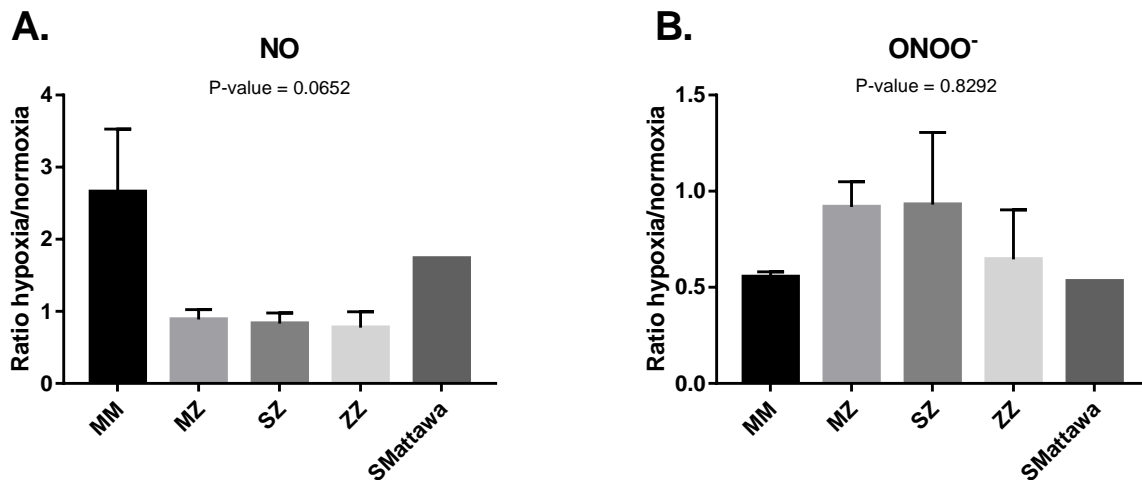 A.
NO
P-value = 0.0652
Ratio hypoxia/normoxia
4
3
2
1
0
MM
MZ
SZ
ZZ
SMattawa
B.
ONOO⁻
P-value = 0.8292
Ratio hypoxia/normoxia
1.5
1.0
0.5
0.0
MM
MZ
SZ
ZZ
SMattawa